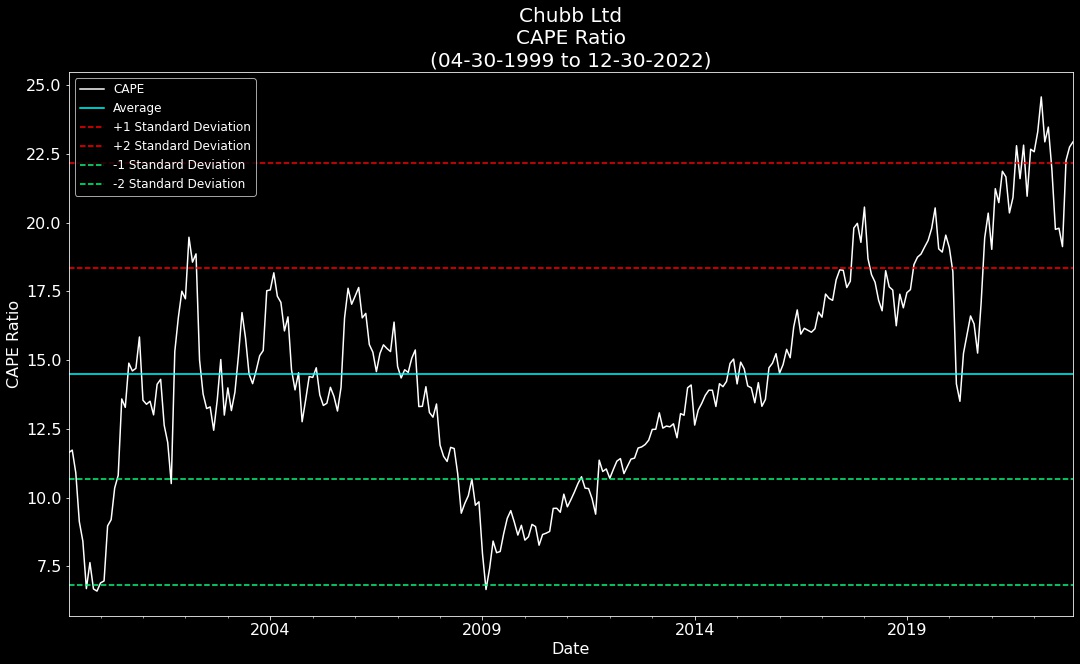 Chubb Ltd
CAPE Ratio
(04-30-1999 to 12-30-2022)
25.0
22.5
20.0
17.5
15.0
12.5
10.0
7.5
CAPE Ratio
CAPE
Average
+1 Standard Deviation
+2 Standard Deviation
-1 Standard Deviation
-2 Standard Deviation
2004
2009
2014
2019
Date